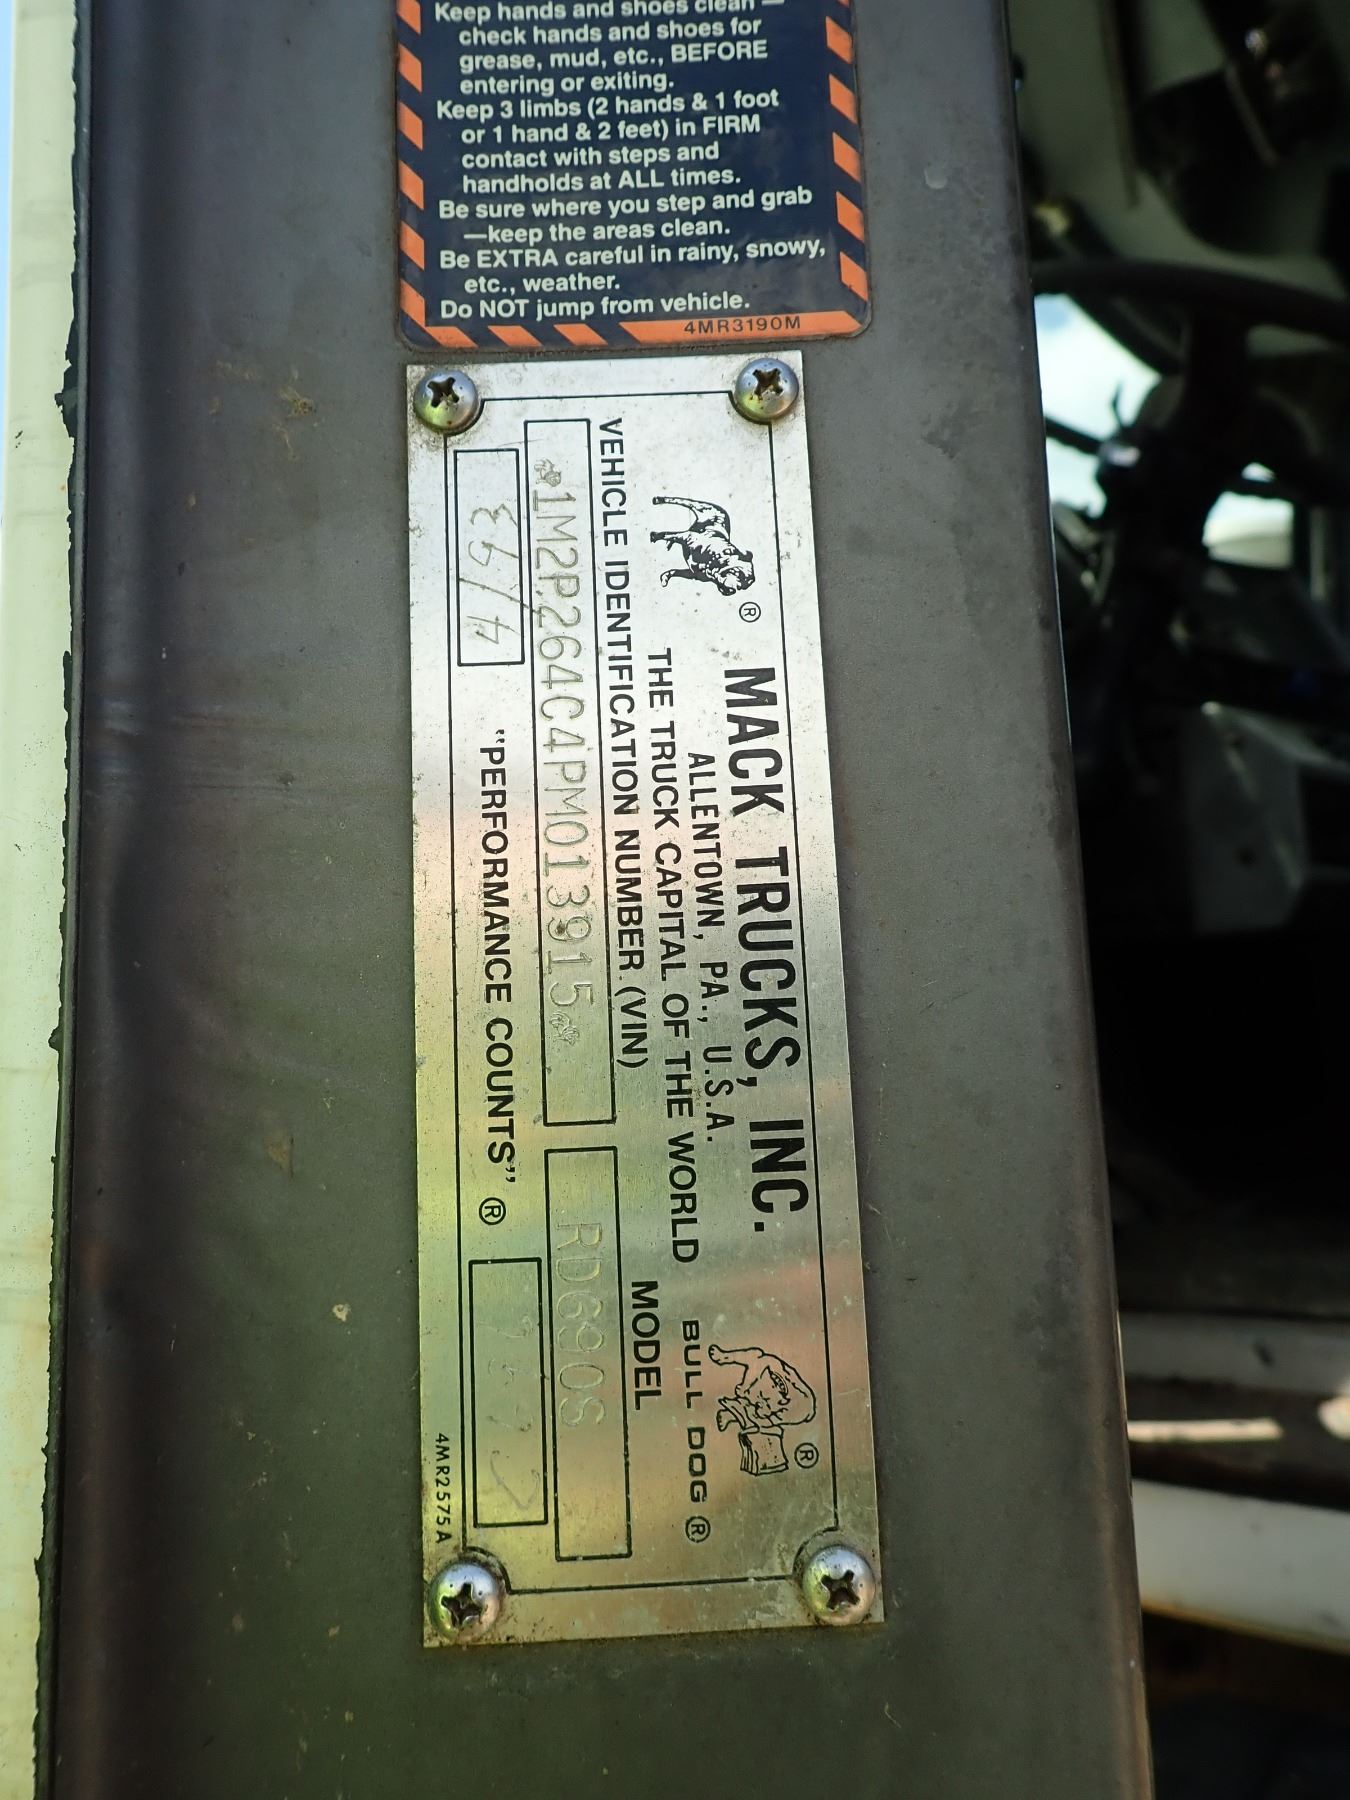 Keep hands and shoes clean —
check hands and shoes for
grease, mud, etc., BEFORE
entering or exiting.
Keep 3 limbs (2 hands & 1 foot
or 1 hand & 2 feet) in FIRM
contact with steps and
handholds at ALL times.
Be sure where you step and grab
—keep the areas clean.
Be EXTRA careful in rainy, snowy,
etc., weather.
Do NOT jump from vehicle.
4MR3190M
® MACK TRUCKS, INC. ®
ALLENTOWN, PA., U.S.A.
THE TRUCK CAPITAL OF THE WORLD
BULL DOG ®
VEHICLE IDENTIFICATION NUMBER (VIN)
MODEL
1M2P264C4PM013915
RD690S
4/93
"PERFORMANCE COUNTS" ®
4MR2575A